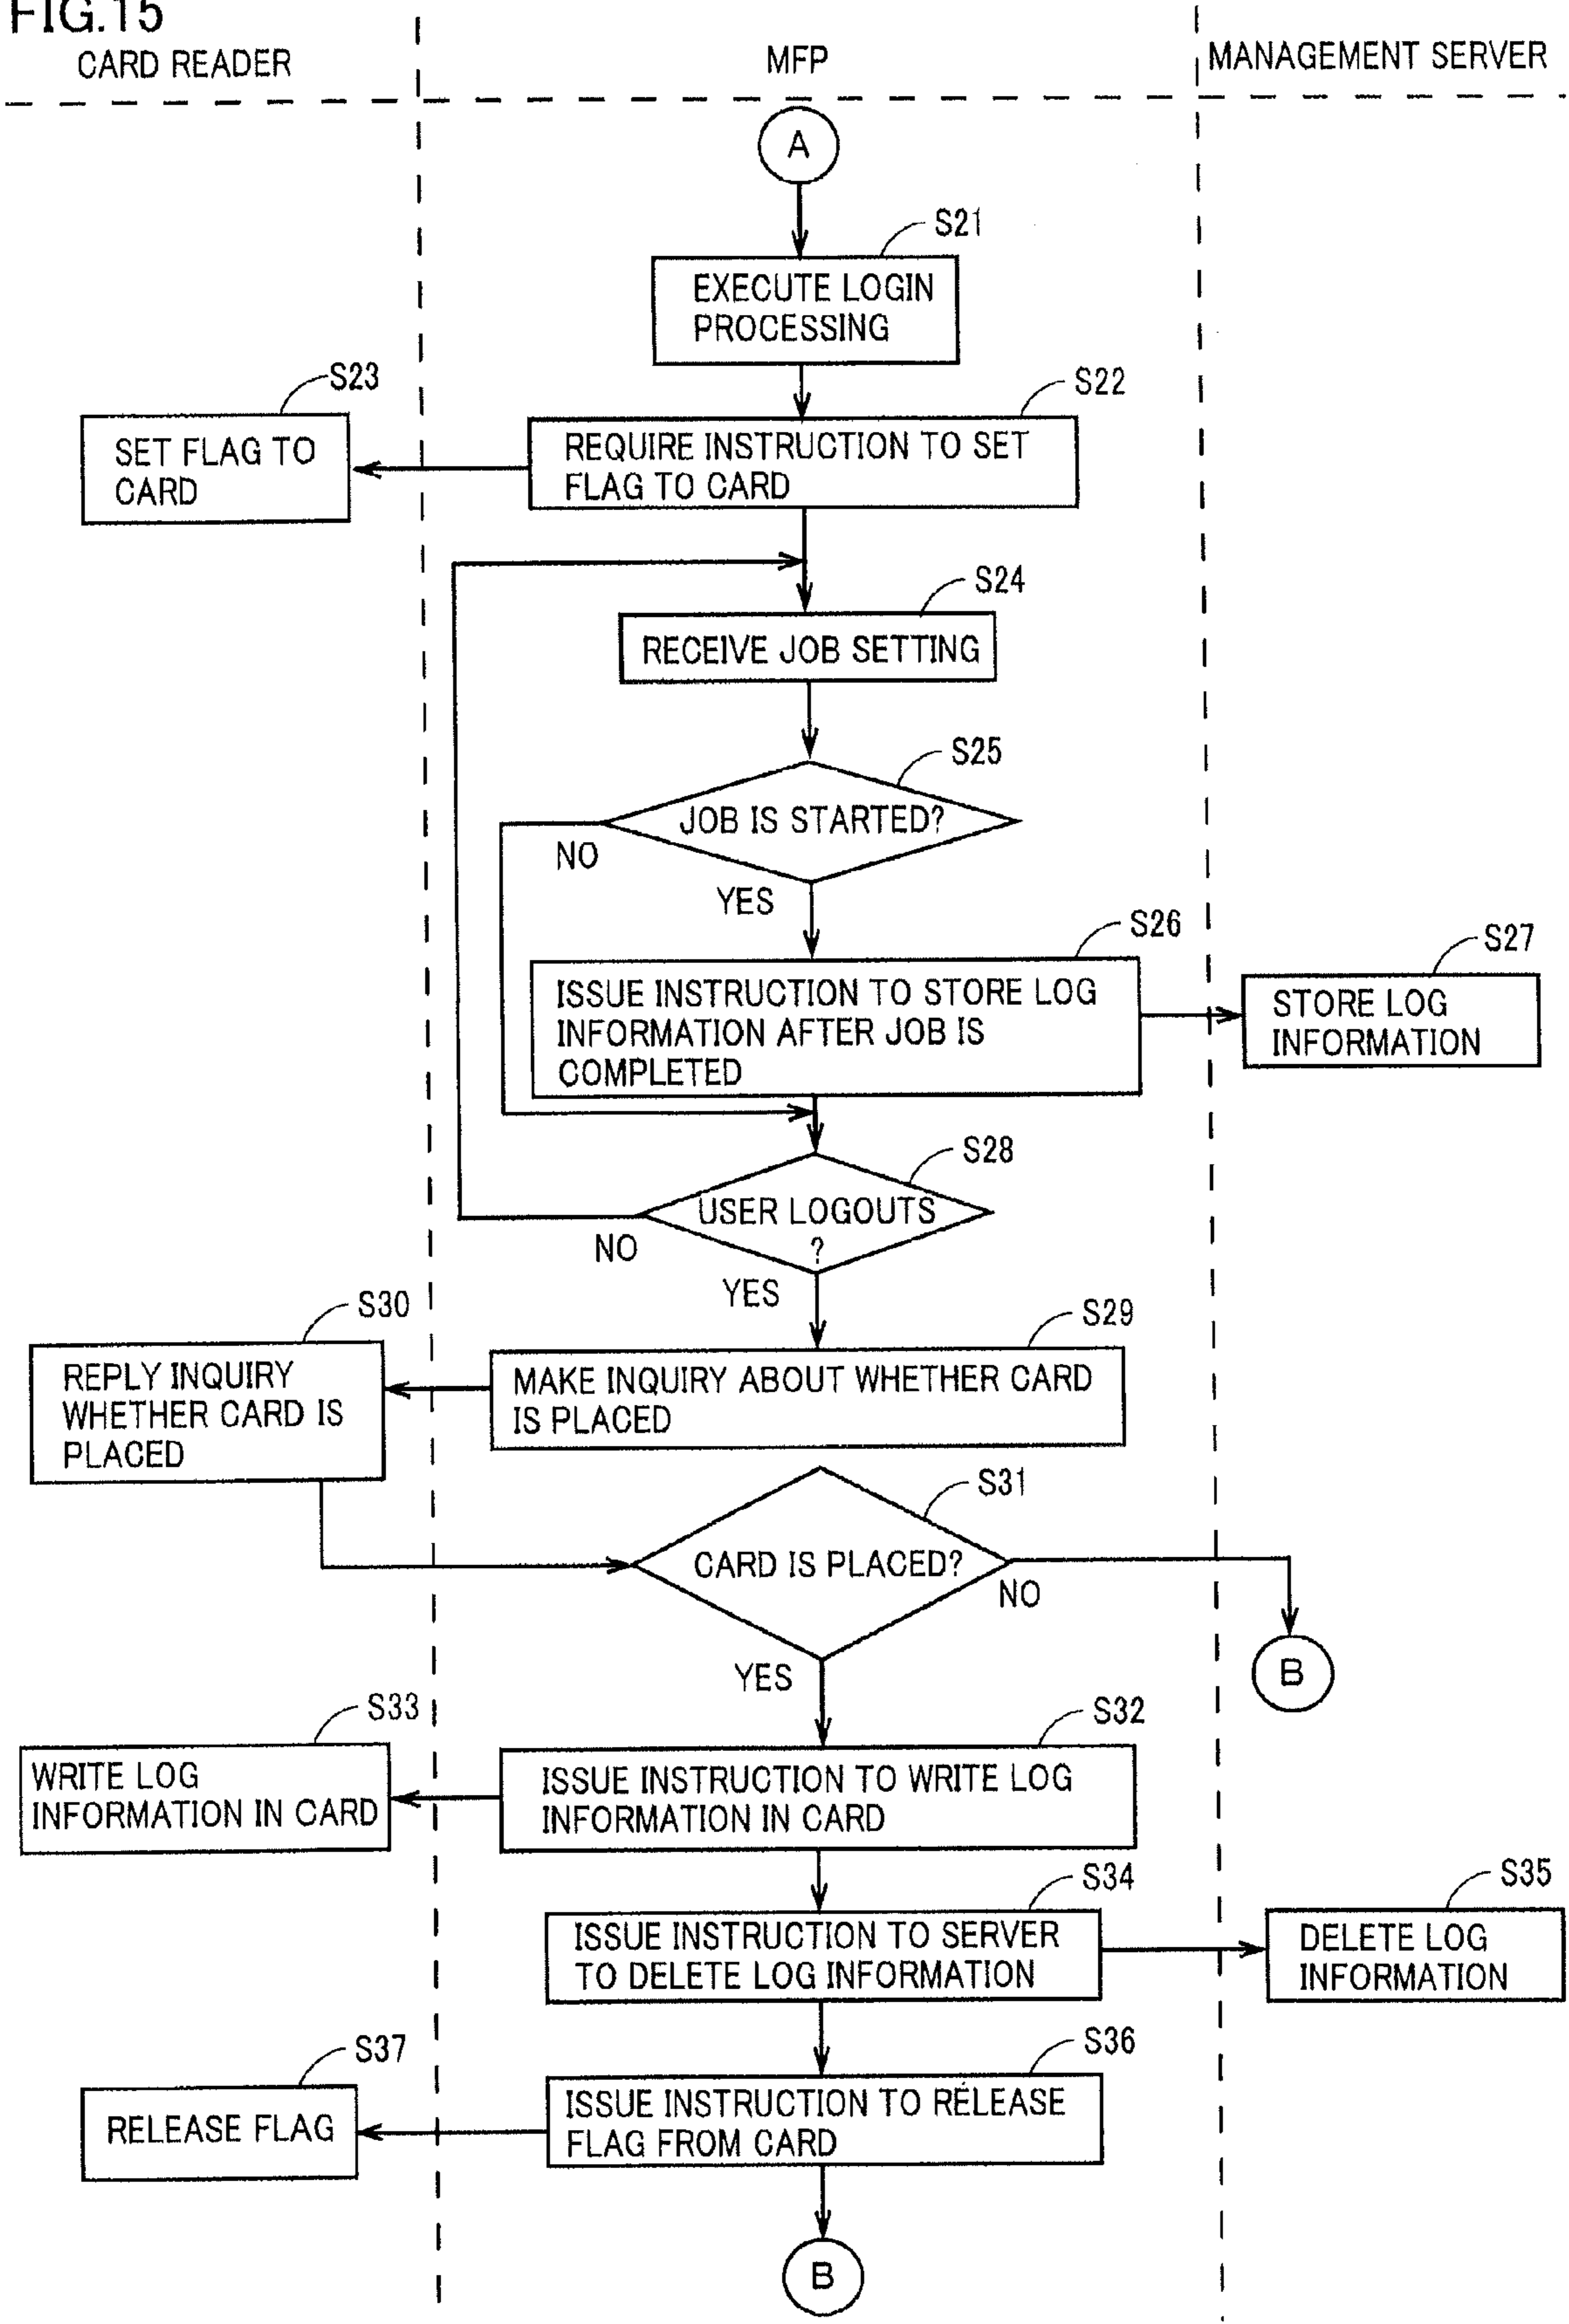 FIG.15
CARD READER
MFP
MANAGEMENT SERVER
A
S21
EXECUTE LOGIN
PROCESSING
S23
SET FLAG TO
CARD
S22
REQUIRE INSTRUCTION TO SET
FLAG TO CARD
S24
RECEIVE JOB SETTING
S25
JOB IS STARTED?
NO
YES
S26
ISSUE INSTRUCTION TO STORE LOG
INFORMATION AFTER JOB IS
COMPLETED
S27
STORE LOG
INFORMATION
S28
USER LOGOUTS
?
NO
YES
S30
REPLY INQUIRY
WHETHER CARD IS
PLACED
S29
MAKE INQUIRY ABOUT WHETHER CARD
IS PLACED
S31
CARD IS PLACED?
NO
YES
B
S33
WRITE LOG
INFORMATION IN CARD
S32
ISSUE INSTRUCTION TO WRITE LOG
INFORMATION IN CARD
S34
ISSUE INSTRUCTION TO SERVER
TO DELETE LOG INFORMATION
S35
DELETE LOG
INFORMATION
S37
RELEASE FLAG
S36
ISSUE INSTRUCTION TO RELEASE
FLAG FROM CARD
B